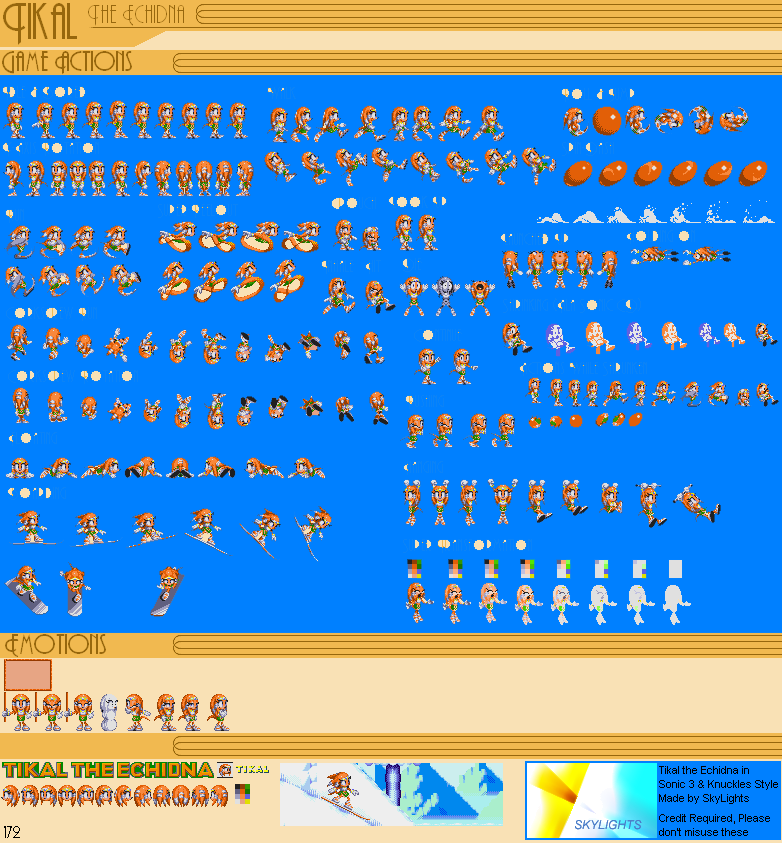 TIKAL THE ECHIDNA
GAME ACTIONS
EMOTIONS
TIKAL THE ECHIDNA
TIKAL
SKYLIGHTS
Tikal the Echidna in
Sonic 3 & Knuckles Style
Made by SkyLights
Credit Required, Please
don't misuse these
172